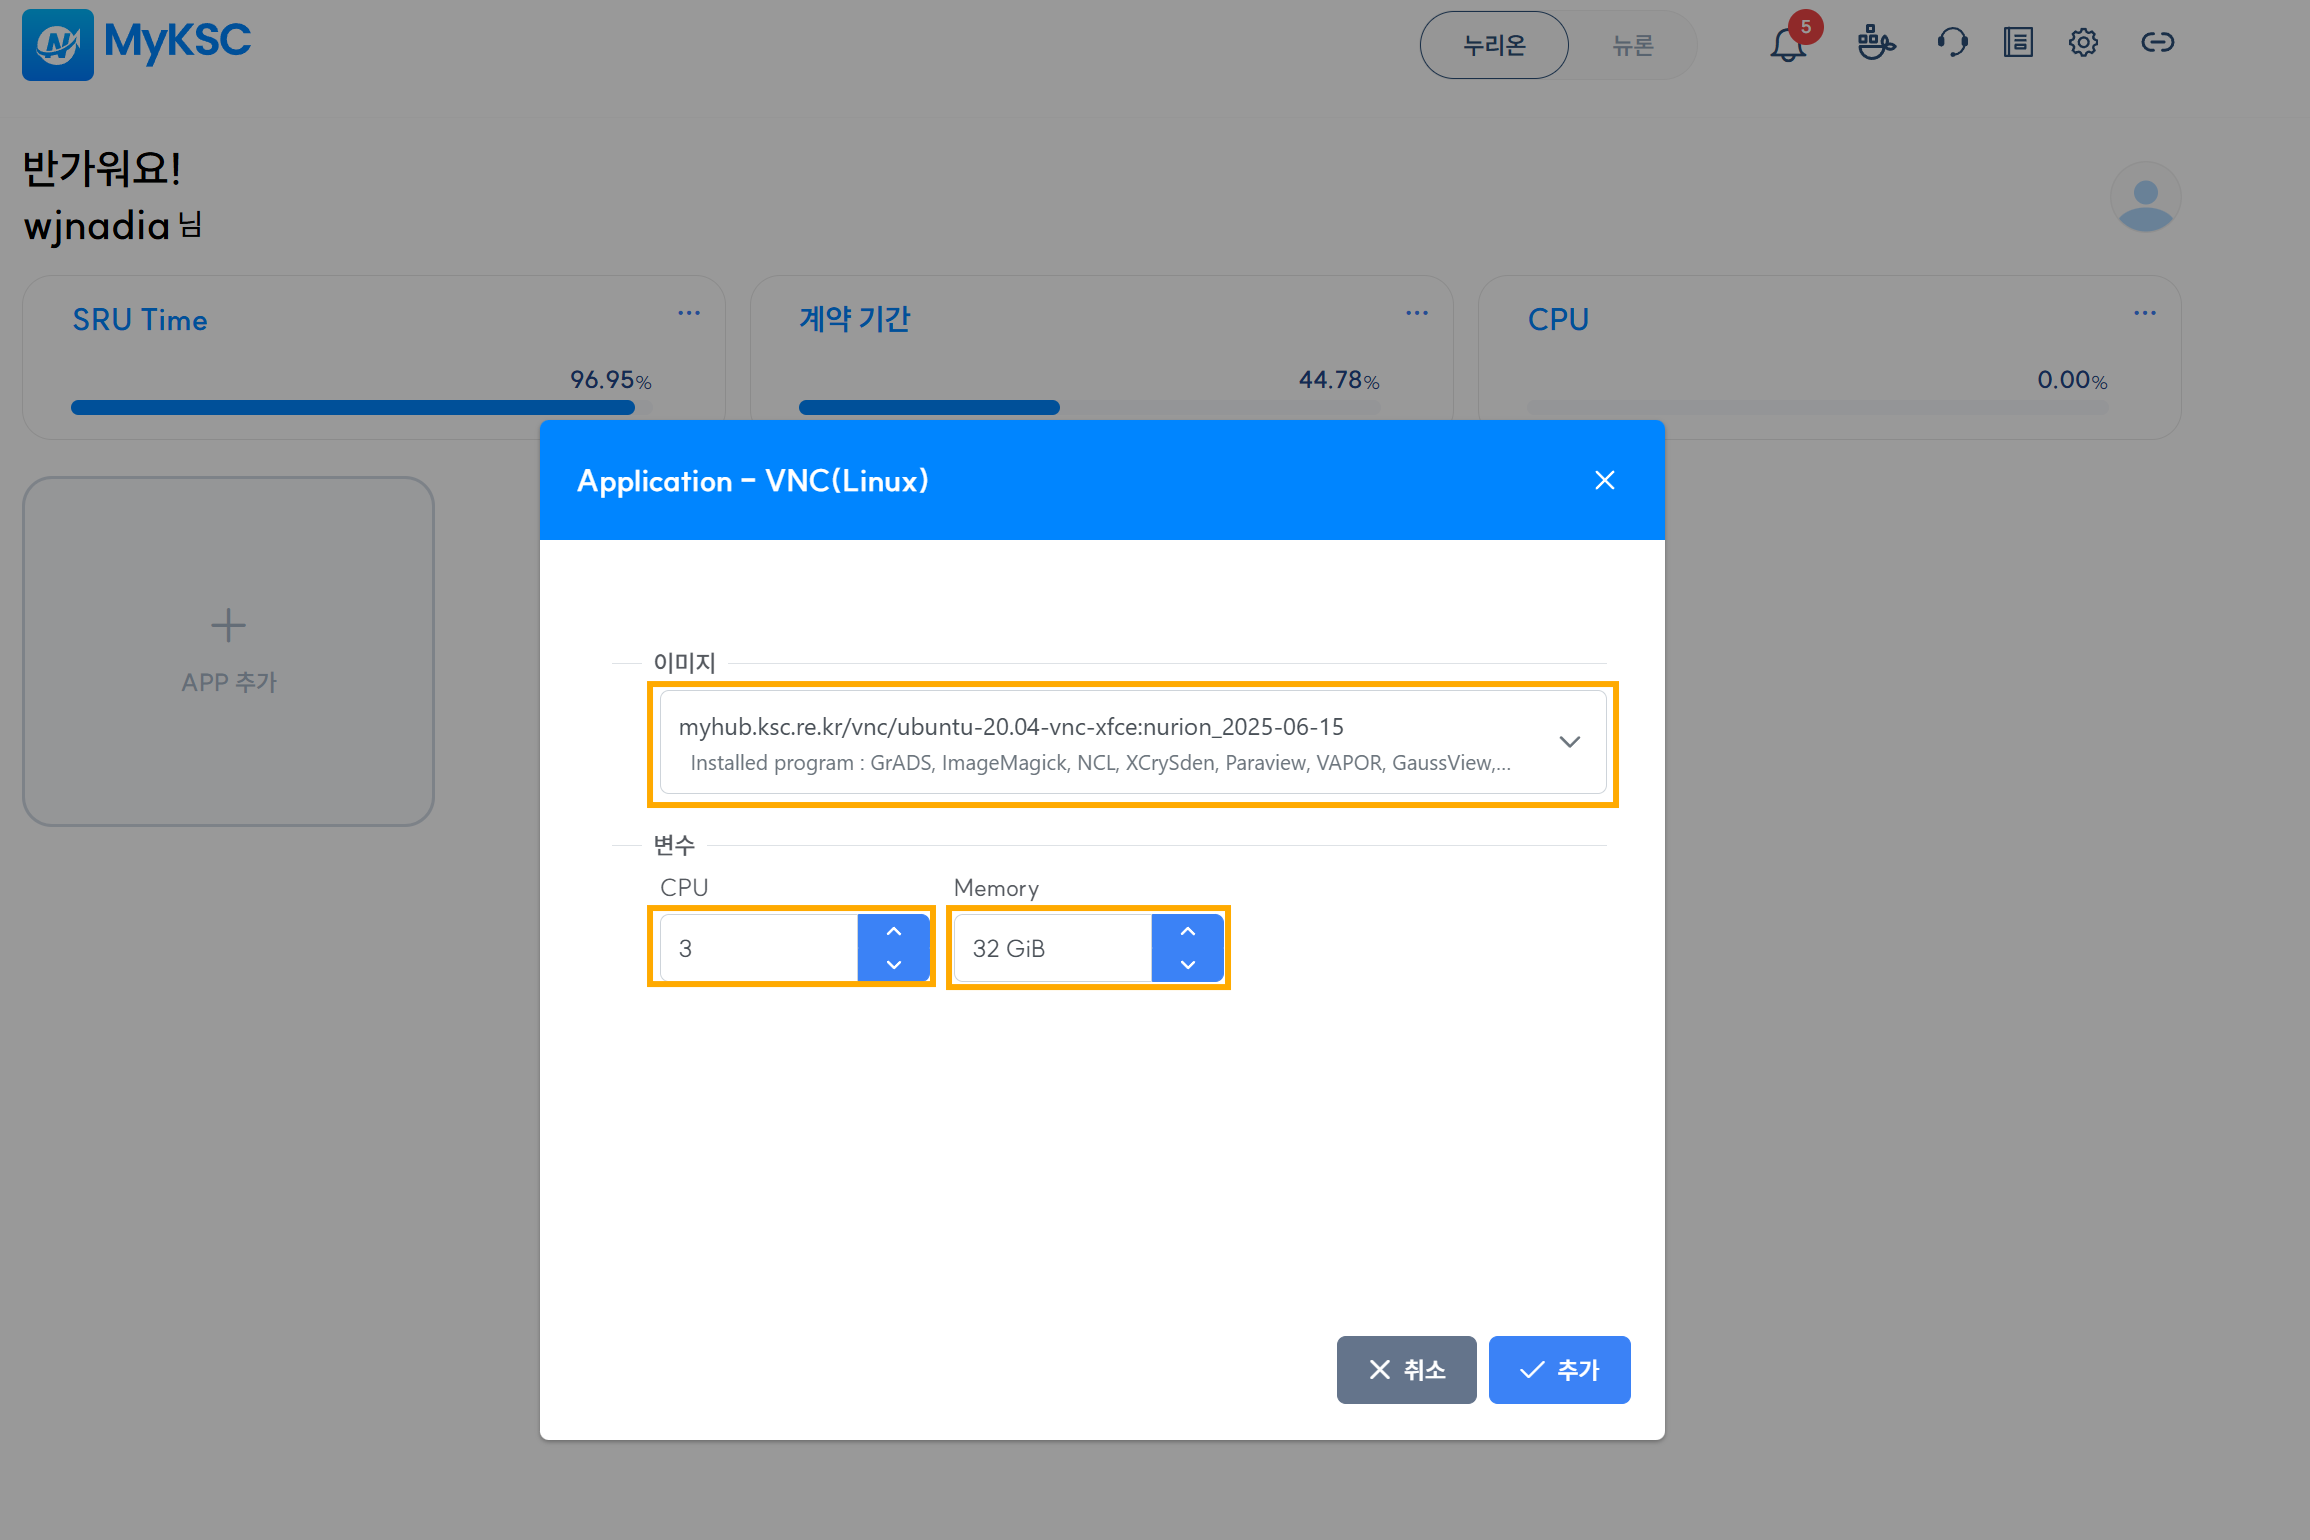 MyKSC
누리온
뉴론
5
반가워요!
wjnadia 님
SRU Time
96.95%
계약 기간
44.78%
CPU
0.00%
APP 추가
Application - VNC(Linux)
이미지
myhub.ksc.re.kr/vnc/ubuntu-20.04-vnc-xfce:nurion_2025-06-15
Installed program : GrADS, ImageMagick, NCL, XCrySden, Paraview, VAPOR, GaussView,...
변수
CPU
Memory
3
32 GiB
취소
추가